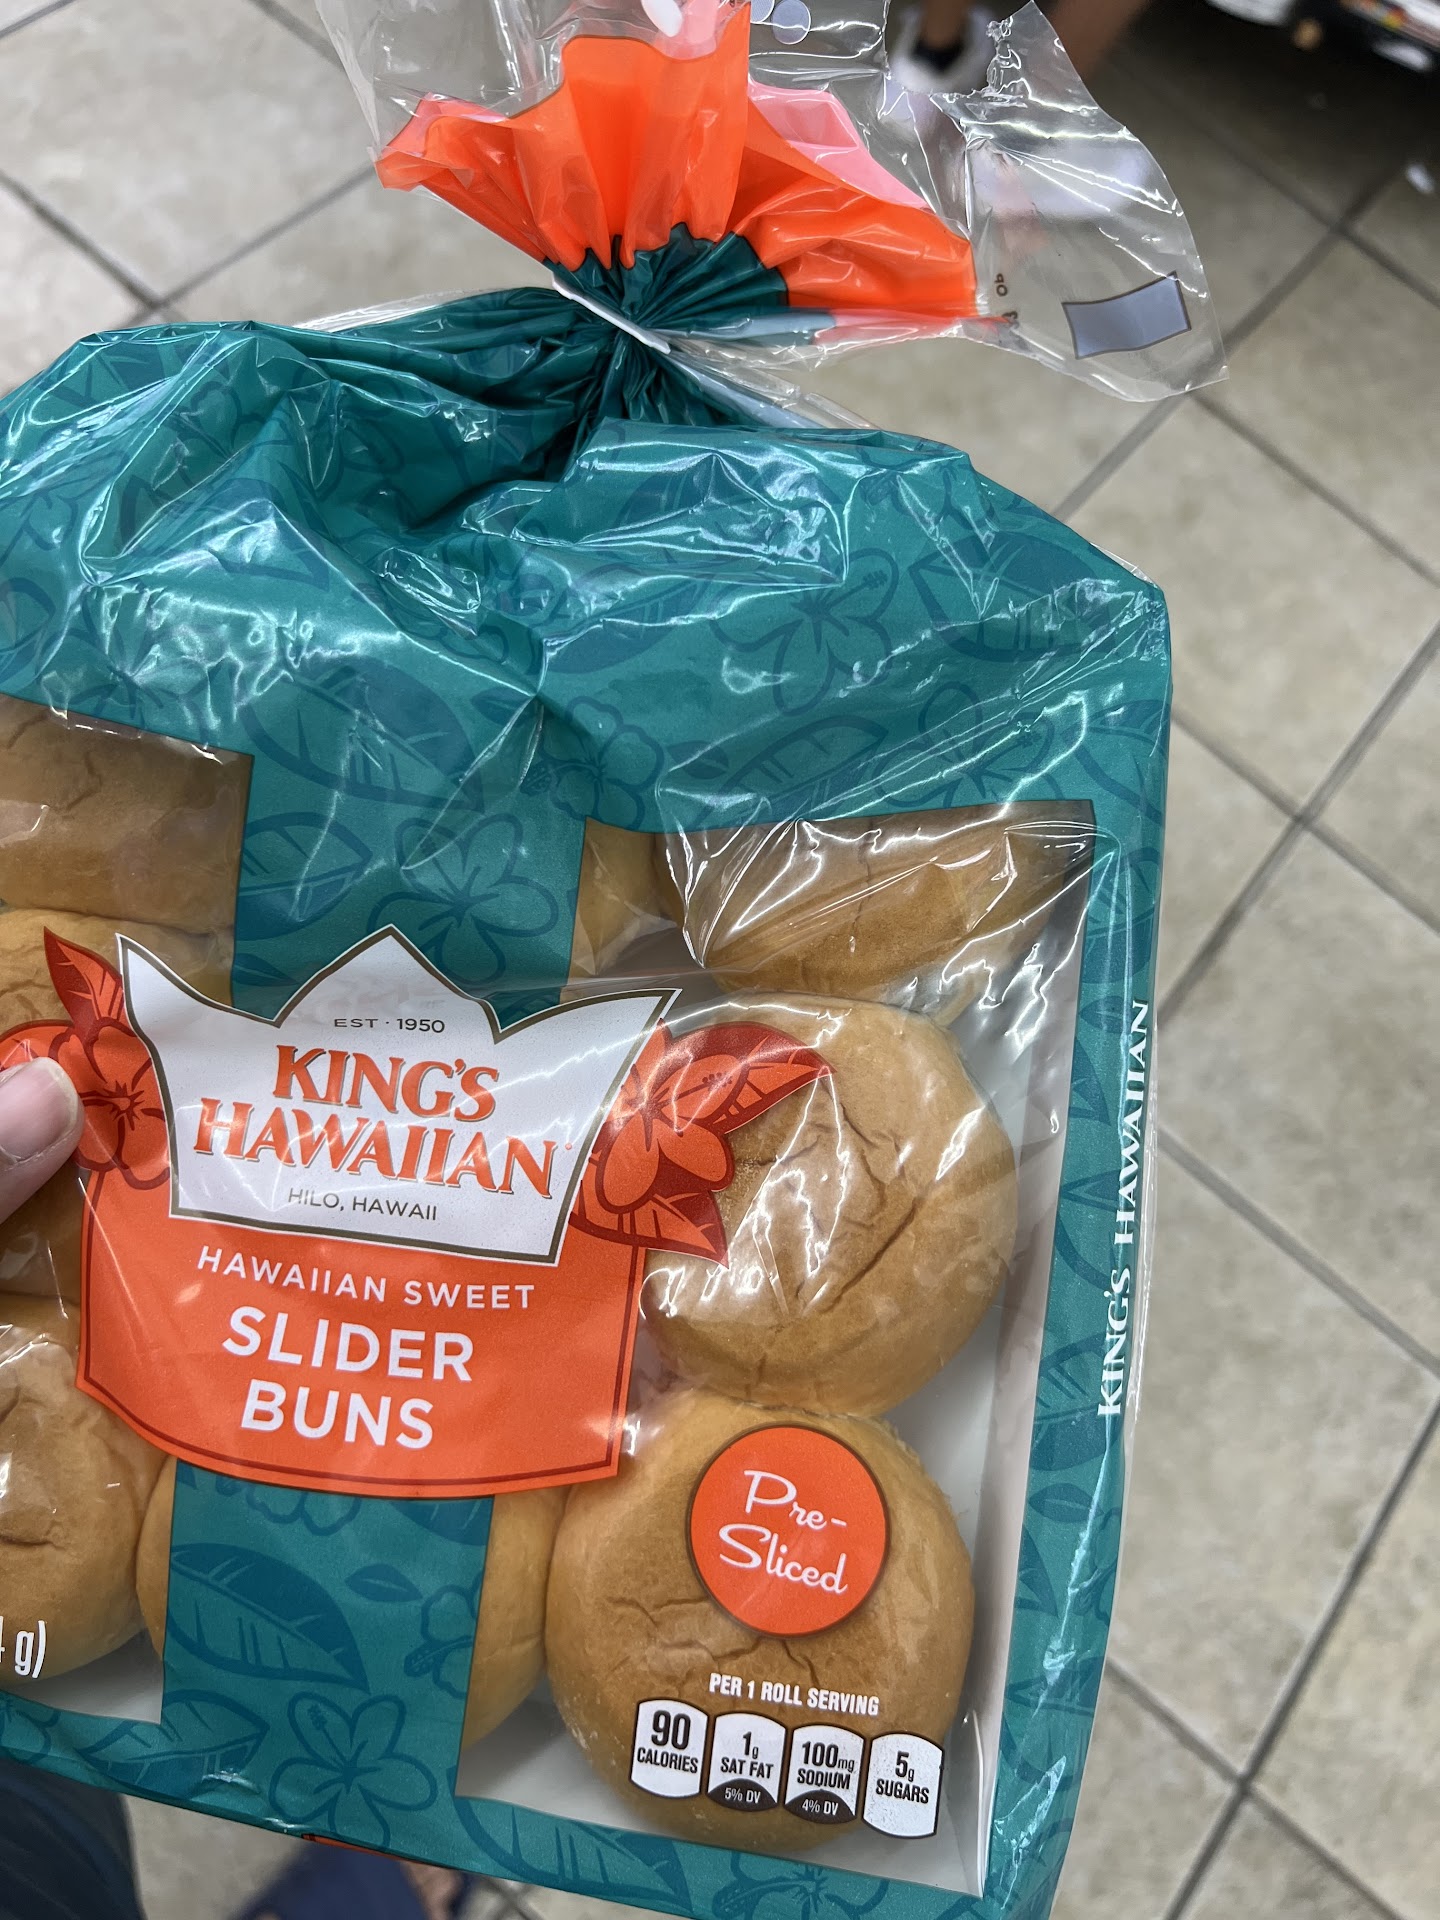 EST · 1950
KING'S
HAWAIIAN
HILO, HAWAII
HAWAIIAN SWEET
SLIDER
BUNS
KING'S HAWAIIAN
Pre-
Sliced
g)
PER 1 ROLL SERVING
90
CALORIES
1g
SAT FAT
5% DV
100mg
SODIUM
4% DV
5g
SUGARS